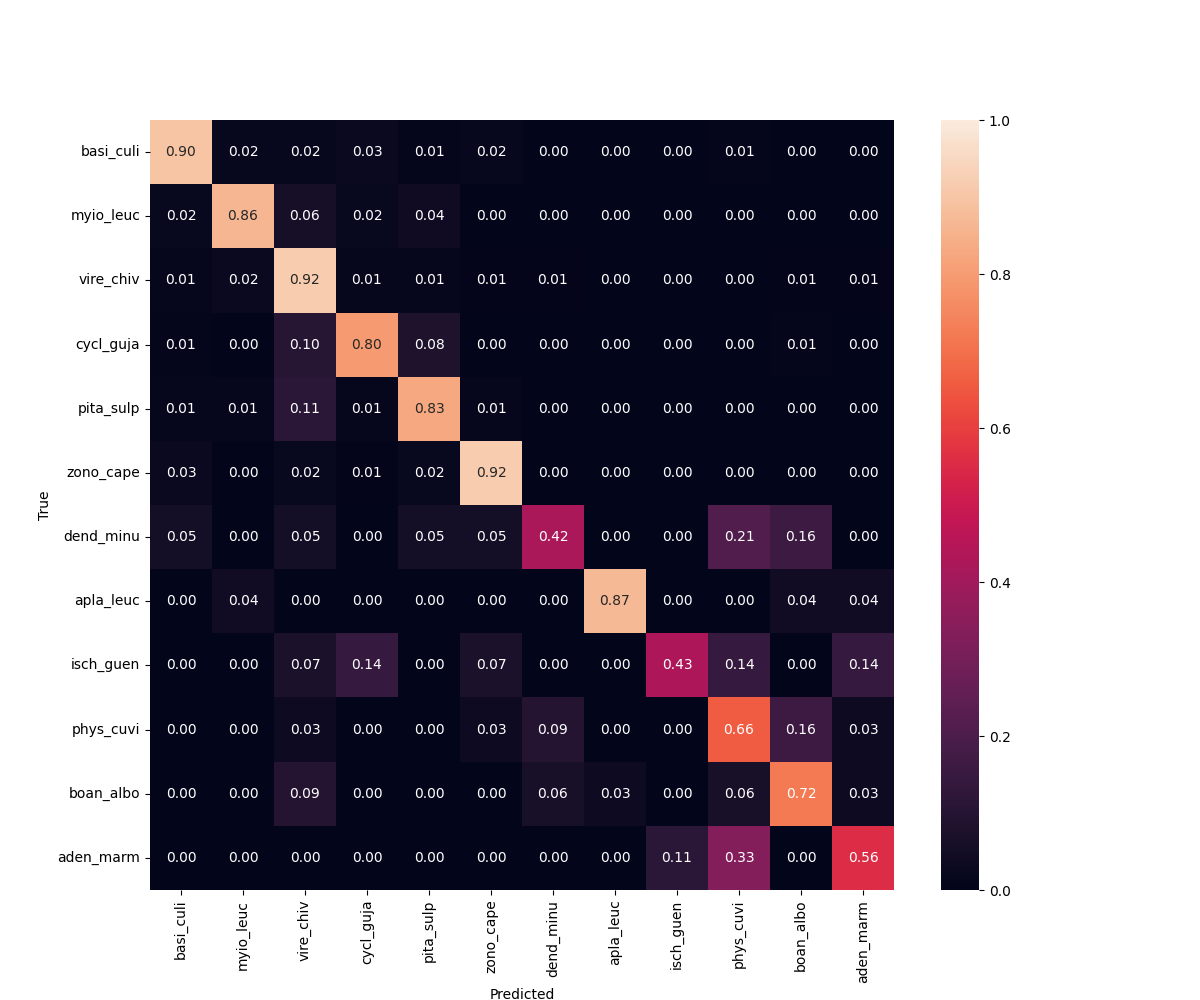 basi_culi 0.90 0.02 0.02 0.03 0.01 0.02 0.00 0.00 0.00 0.01 0.00 0.00
myio_leuc 0.02 0.86 0.06 0.02 0.04 0.00 0.00 0.00 0.00 0.00 0.00 0.00
vire_chiv 0.01 0.02 0.92 0.01 0.01 0.01 0.01 0.00 0.00 0.00 0.01 0.01
cycl_guja 0.01 0.00 0.10 0.80 0.08 0.00 0.00 0.00 0.00 0.00 0.01 0.00
pita_sulp 0.01 0.01 0.11 0.01 0.83 0.01 0.00 0.00 0.00 0.00 0.00 0.00
zono_cape 0.03 0.00 0.02 0.01 0.02 0.92 0.00 0.00 0.00 0.00 0.00 0.00
dend_minu 0.05 0.00 0.05 0.00 0.05 0.05 0.42 0.00 0.00 0.21 0.16 0.00
apla_leuc 0.00 0.04 0.00 0.00 0.00 0.00 0.00 0.87 0.00 0.00 0.04 0.04
isch_guen 0.00 0.00 0.07 0.14 0.00 0.07 0.00 0.00 0.43 0.14 0.00 0.14
phys_cuvi 0.00 0.00 0.03 0.00 0.00 0.03 0.09 0.00 0.00 0.66 0.16 0.03
boan_albo 0.00 0.00 0.09 0.00 0.00 0.00 0.06 0.03 0.00 0.06 0.72 0.03
aden_marm 0.00 0.00 0.00 0.00 0.00 0.00 0.00 0.00 0.11 0.33 0.00 0.56
basi_culi myio_leuc vire_chiv cycl_guja pita_sulp zono_cape dend_minu apla_leuc isch_guen phys_cuvi boan_albo aden_marm
Predicted
True
1.0
0.8
0.6
0.4
0.2
0.0